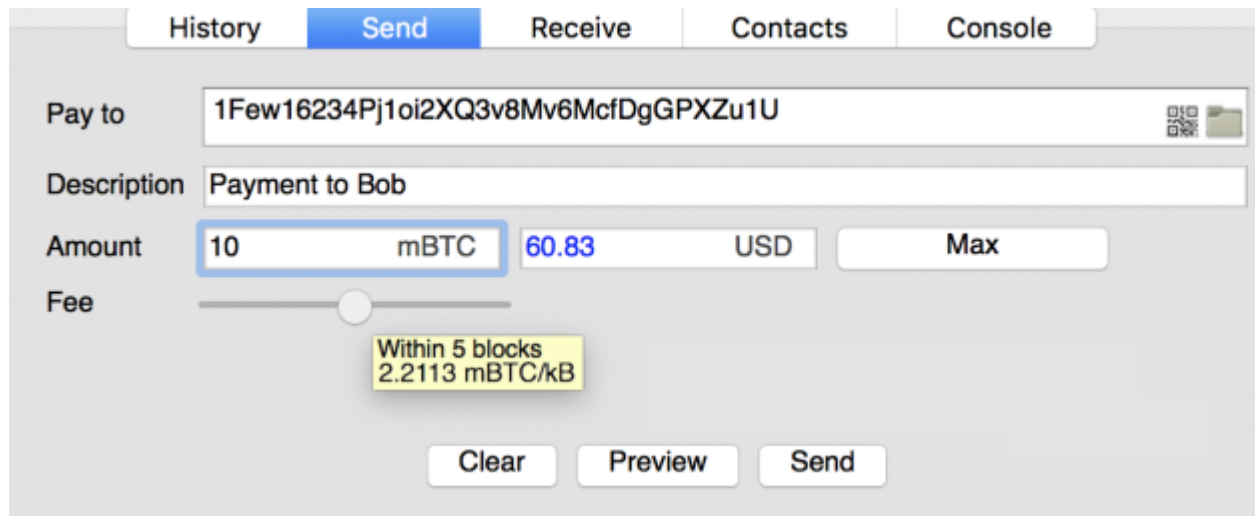 History Send Receive Contacts Console
Pay to 1Few16234Pj1oi2XQ3v8Mv6McfDgGPXZu1U
Description Payment to Bob
Amount 10 mBTC 60.83 USD Max
Fee
Within 5 blocks
2.2113 mBTC/kB
Clear Preview Send